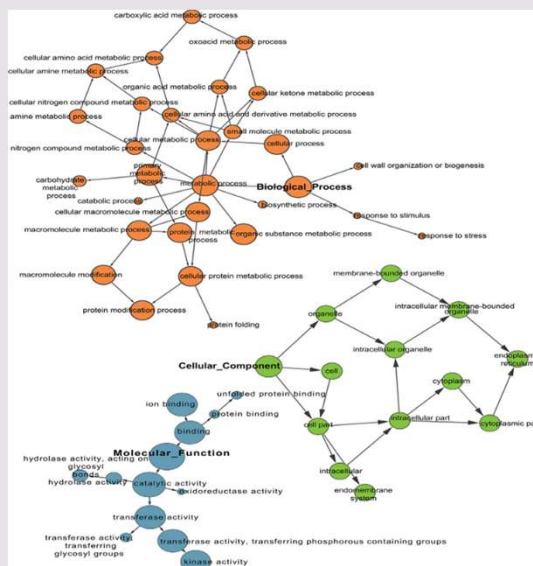 carboxylic acid metabolic process
oxoacid metabolic process
cellular amino acid metabolic process
cellular amine metabolic process
organic acid metabolic process
cellular ketone metabolic process
cellular nitrogen compound metabolic process
cellular amino acid and derivative metabolic process
amine metabolic process
small molecule metabolic process
cellular metabolic process
cellular process
nitrogen compound metabolic process
cell wall organization or biogenesis
primary
metabolic process
carbohydrate
metabolic
process
metabolic process
Biological_Process
catabolic process
biosynthetic process
cellular macromolecule metabolic process
response to stimulus
macromolecule metabolic process
protein metabolic
process
organic substance metabolic process
response to stress
macromolecule modification
cellular protein metabolic process
protein modification process
protein folding
membrane-bounded organelle
organelle
intracellular membrane-bounded
organelle
intracellular organelle
endoplasmic
reticulum
Cellular_Component
cell
cytoplasm
cell part
intracellular part
cytoplasmic pa
intracellular
endomembrane
system
unfolded protein binding
ion binding
protein binding
binding
Molecular_Function
hydrolase activity, acting on
glycosyl
bonds
hydrolase activity
catalytic activity
oxidoreductase activity
transferase activity
transferase activity,
transferring
glycosyl groups
transferase activity, transferring phosphorous containing groups
kinase activity